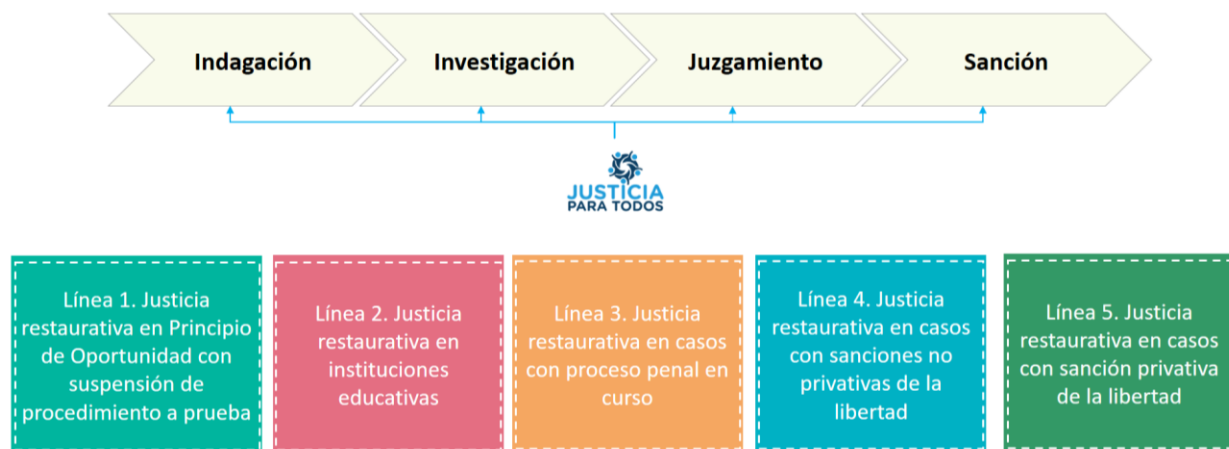 Indagación
Investigación
Juzgamiento
Sanción
JUSTICIA
PARA TODOS
Línea 1. Justicia
restaurativa en Principio
de Oportunidad con
suspensión de
procedimiento a prueba
Línea 2. Justicia
restaurativa en
instituciones
educativas
Línea 3. Justicia
restaurativa en casos
con proceso penal en
curso
Línea 4. Justicia
restaurativa en casos
con sanciones no
privativas de la
libertad
Línea 5. Justicia
restaurativa en casos
con sanción privativa
de la libertad